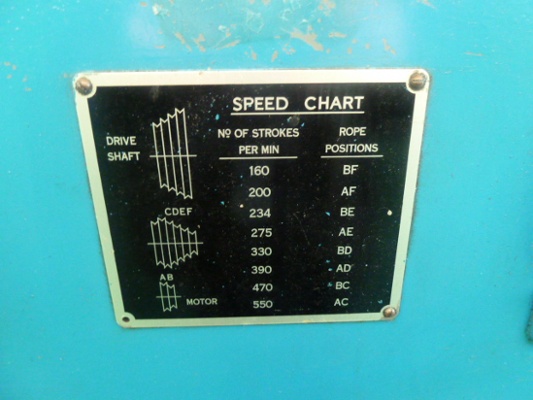 SPEED CHART
DRIVE SHAFT
Nº OF STROKES PER MIN
ROPE POSITIONS
160 BF
200 AF
234 BE
275 AE
330 BD
390 AD
470 BC
550 AC
CDEF
AB
MOTOR